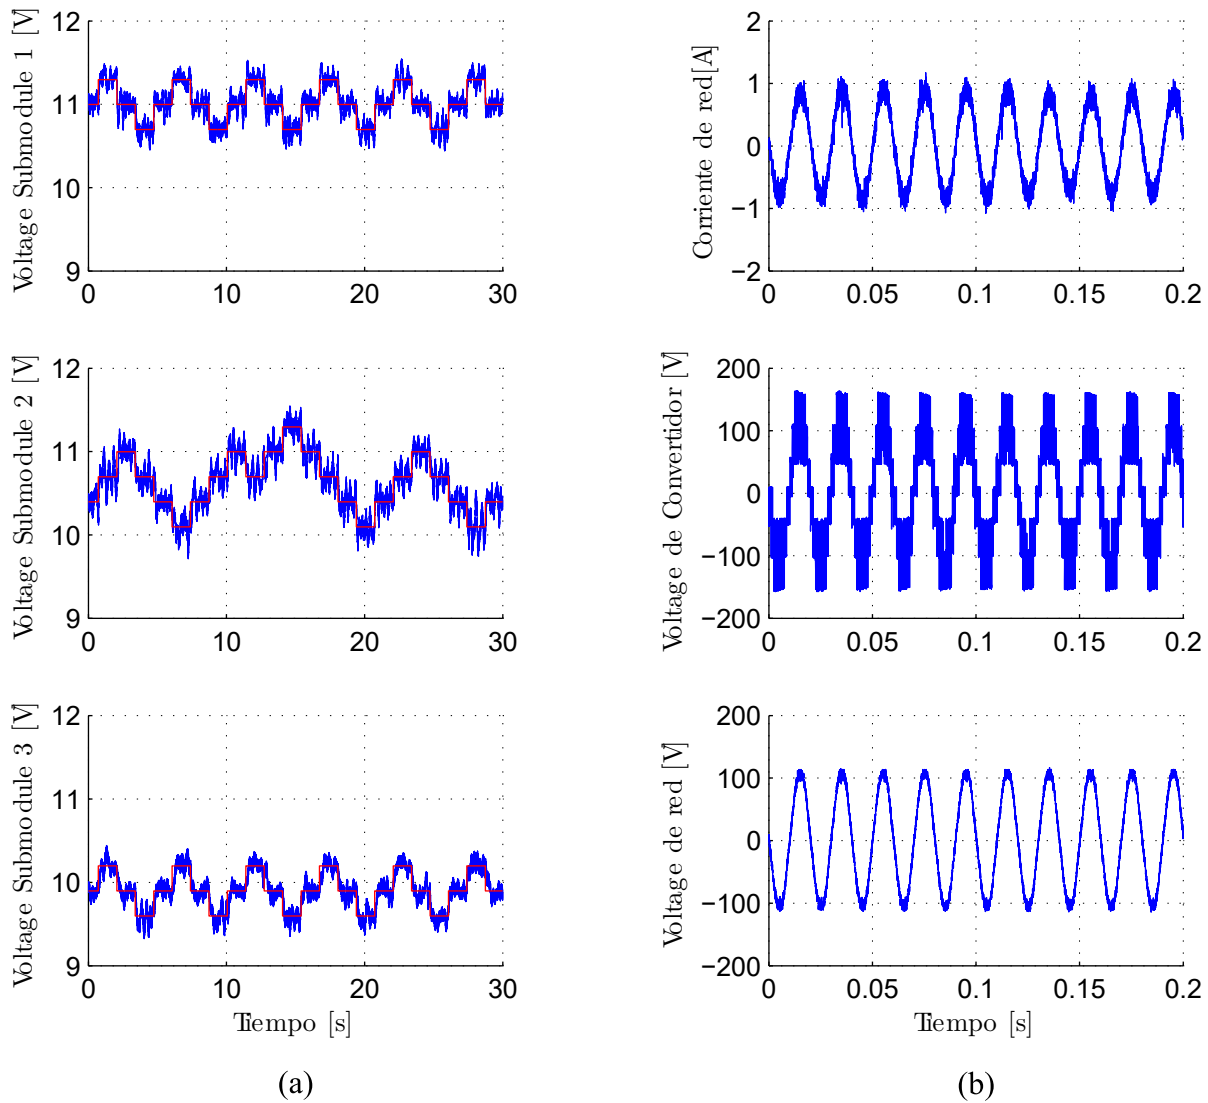 Voltage Submodule 1 [V]
12
11
10
9
0 10 20 30
Voltage Submodule 2 [V]
12
11
10
9
0 10 20 30
Voltage Submodule 3 [V]
12
11
10
9
0 10 20 30
Tiempo [s]
(a)
Corriente de red[A]
2
1
0
−1
−2
0 0.05 0.1 0.15 0.2
Voltage de Convertidor [V]
200
100
0
−100
−200
0 0.05 0.1 0.15 0.2
Voltage de red [V]
200
100
0
−100
−200
0 0.05 0.1 0.15 0.2
Tiempo [s]
(b)